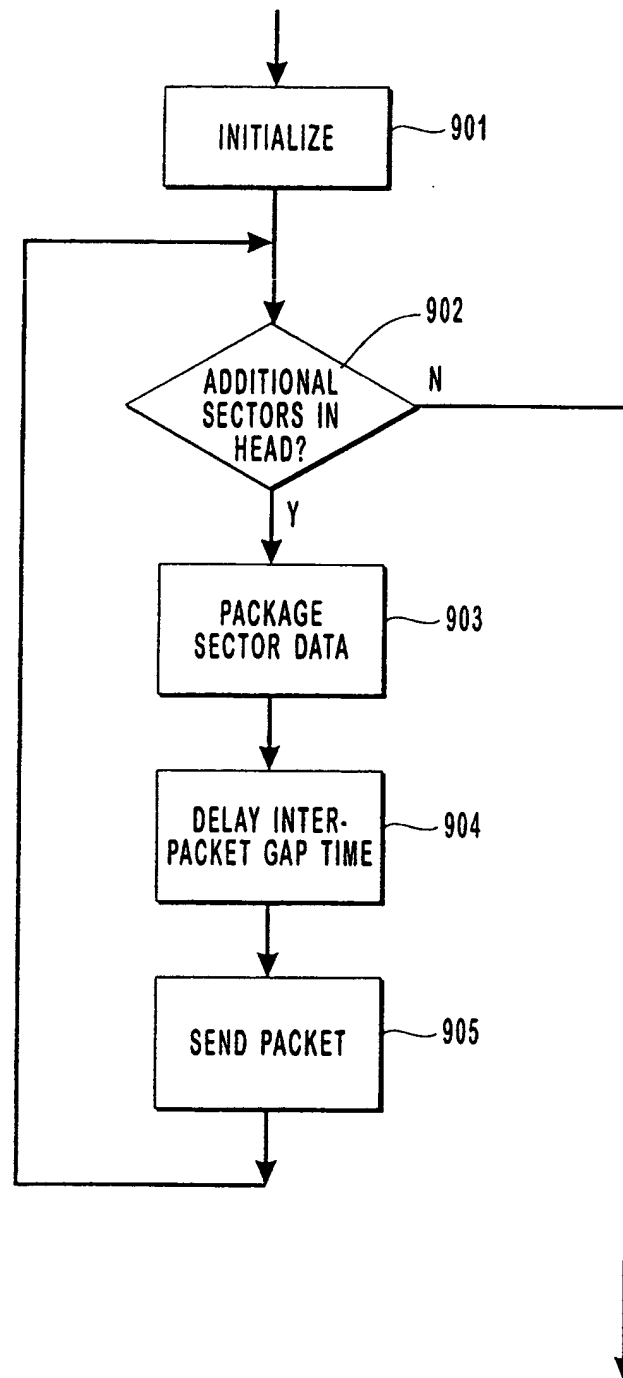 INITIALIZE
901
902
ADDITIONAL
SECTORS IN
HEAD?
N
Y
PACKAGE
SECTOR DATA
903
DELAY INTER-
PACKET GAP TIME
904
SEND PACKET
905